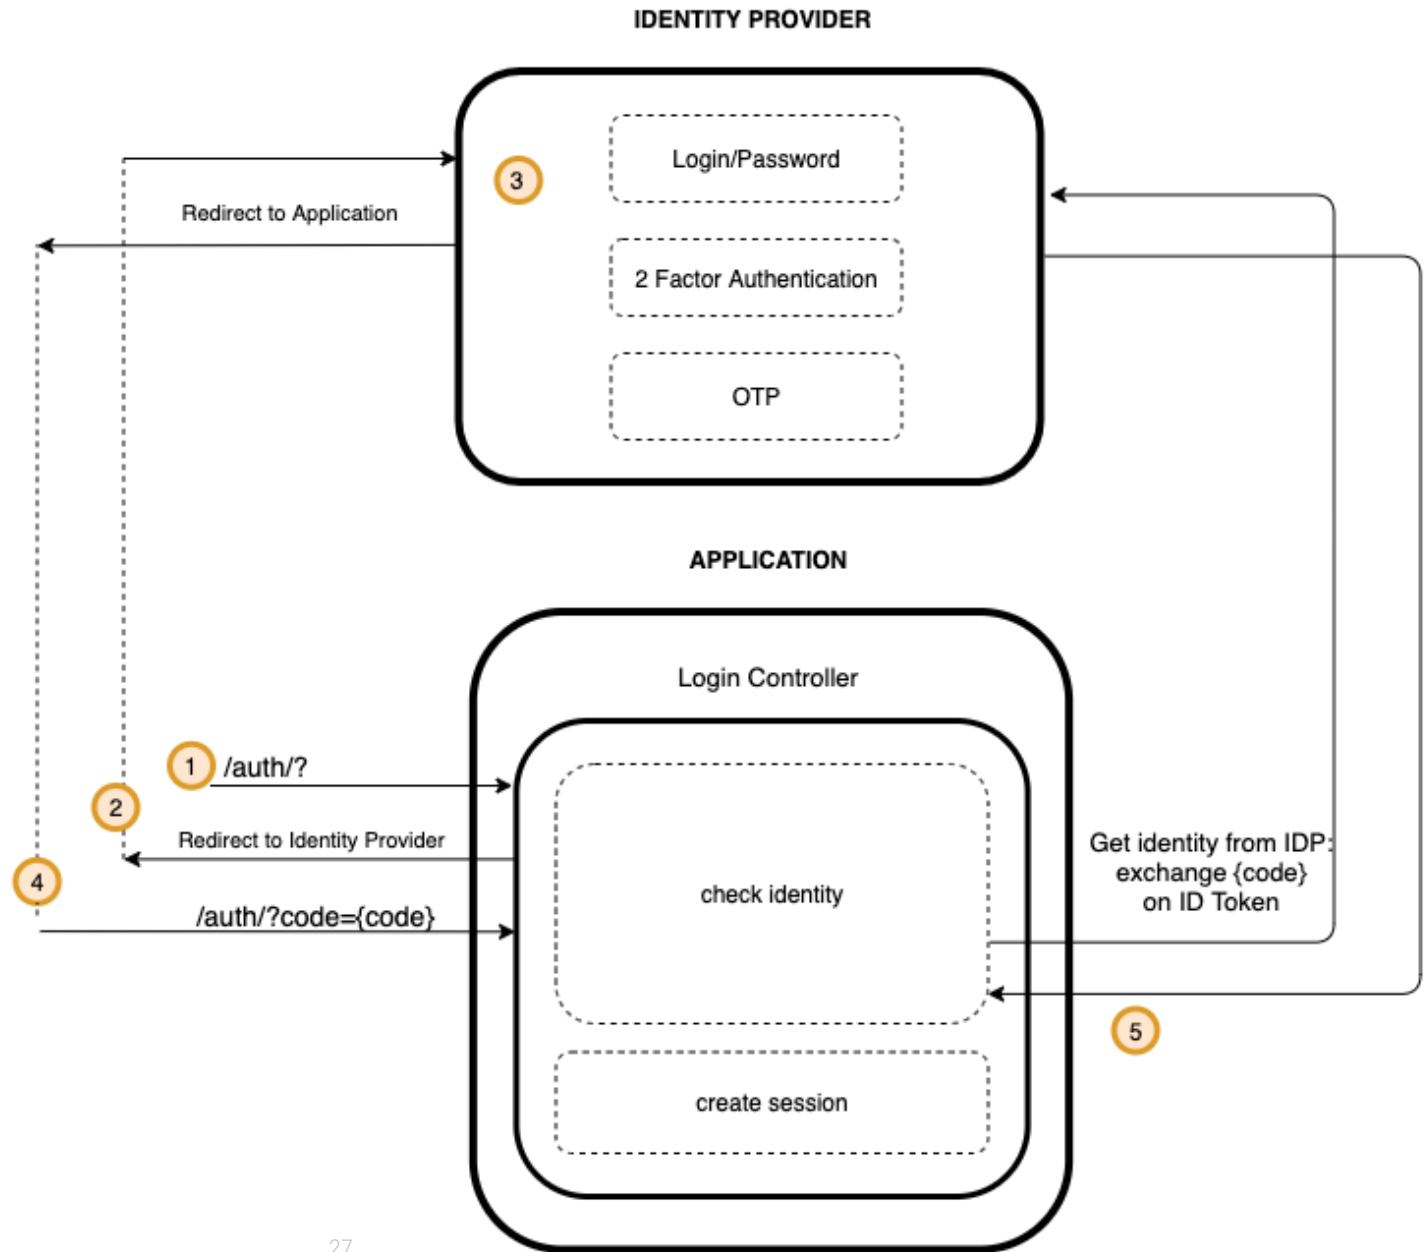 IDENTITY PROVIDER
Login/Password
3
Redirect to Application
2 Factor Authentication
OTP
APPLICATION
Login Controller
1
/auth/?
2
Redirect to Identity Provider
Get identity from IDP:
exchange {code}
on ID Token
4
check identity
/auth/?code={code}
5
create session
27